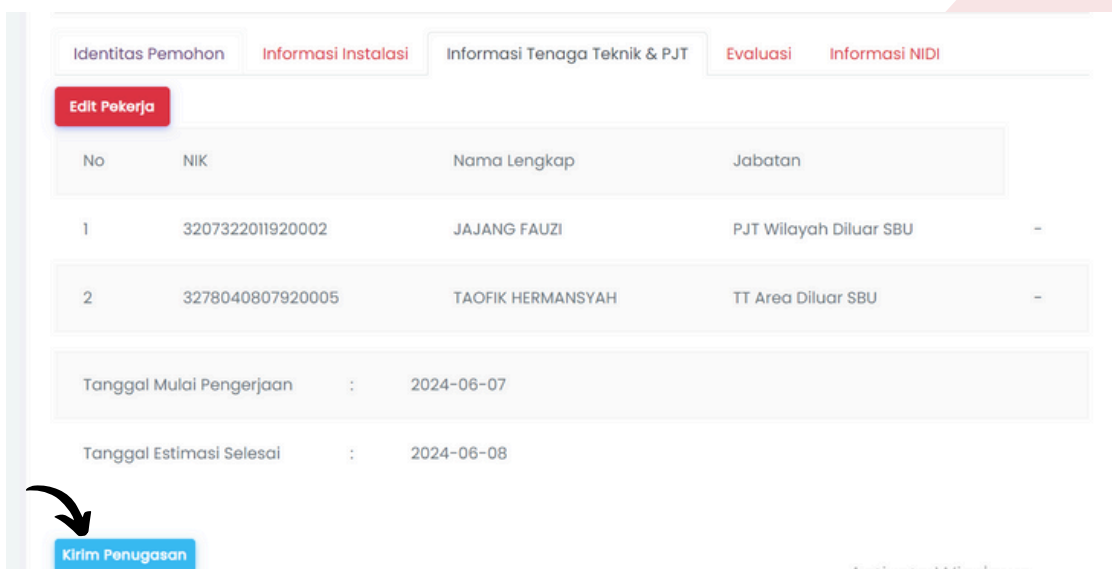 Identitas Pemohon Informasi Instalasi Informasi Tenaga Teknik & PJT Evaluasi Informasi NIDI
Edit Pekerja
No NIK Nama Lengkap Jabatan
1 3207322011920002 JAJANG FAUZI PJT Wilayah Diluar SBU -
2 3278040807920005 TAOFIK HERMANSYAH TT Area Diluar SBU -
Tanggal Mulai Pengerjaan : 2024-06-07
Tanggal Estimasi Selesai : 2024-06-08
Kirim Penugasan